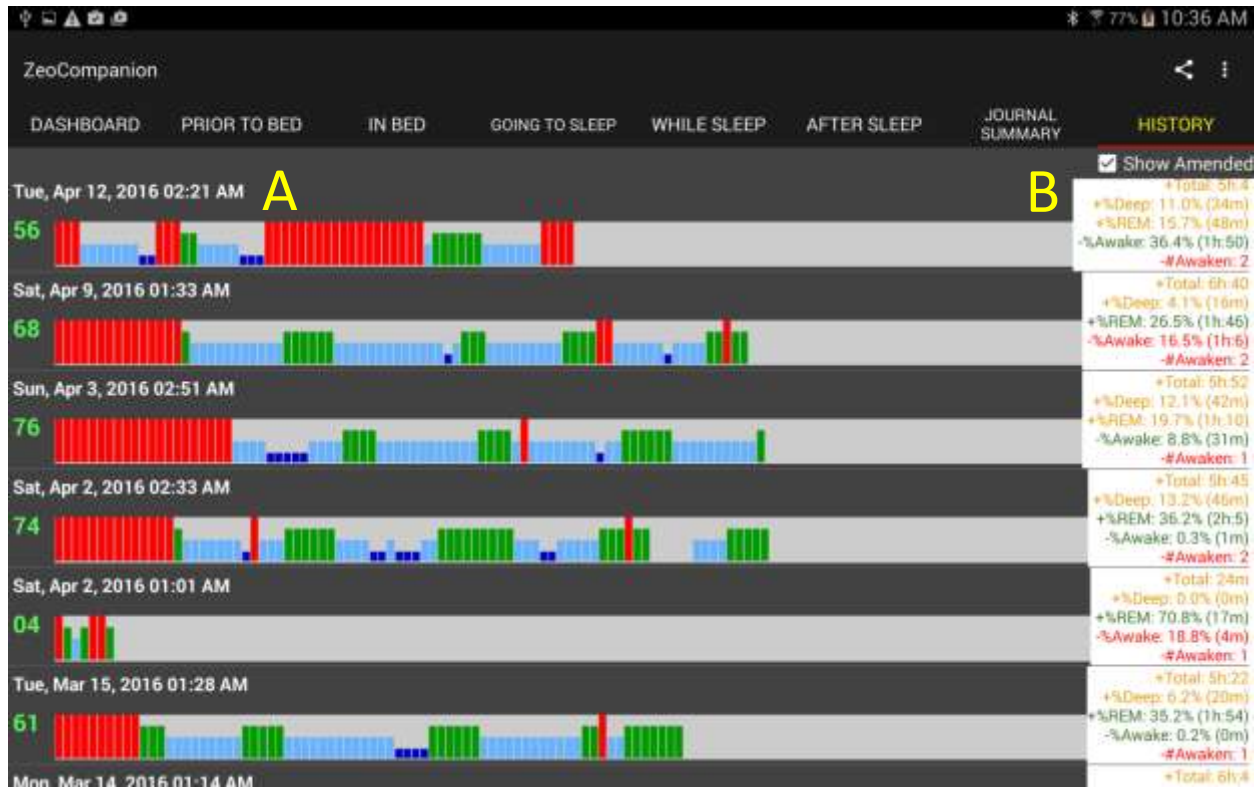 77% 10:36 AM
ZeoCompanion
DASHBOARD PRIOR TO BED IN BED GOING TO SLEEP WHILE SLEEP AFTER SLEEP JOURNAL SUMMARY HISTORY
Show Amended
Tue, Apr 12, 2016 02:21 AM A B
56
+Total: 5h:4
+%Deep: 11.0% (34m)
+%REM: 15.7% (48m)
-%Awake: 36.4% (1h:50)
-#Awaken: 2
Sat, Apr 9, 2016 01:33 AM
68
+Total: 6h:40
+%Deep: 4.1% (16m)
+%REM: 26.5% (1h:46)
-%Awake: 16.5% (1h:6)
-#Awaken: 2
Sun, Apr 3, 2016 02:51 AM
76
+Total: 5h:52
+%Deep: 12.1% (42m)
+%REM: 19.7% (1h:10)
-%Awake: 8.8% (31m)
-#Awaken: 1
Sat, Apr 2, 2016 02:33 AM
74
+Total: 5h:45
+%Deep: 13.2% (46m)
+%REM: 36.2% (2h:5)
-%Awake: 0.3% (1m)
-#Awaken: 2
Sat, Apr 2, 2016 01:01 AM
04
+Total: 24m
+%Deep: 0.0% (0m)
+%REM: 70.8% (17m)
-%Awake: 18.8% (4m)
-#Awaken: 1
Tue, Mar 15, 2016 01:28 AM
61
+Total: 5h:22
+%Deep: 6.2% (20m)
+%REM: 35.2% (1h:54)
-%Awake: 0.2% (0m)
-#Awaken: 1
Mon, Mar 14, 2016 01:14 AM
+Total: 6h:4